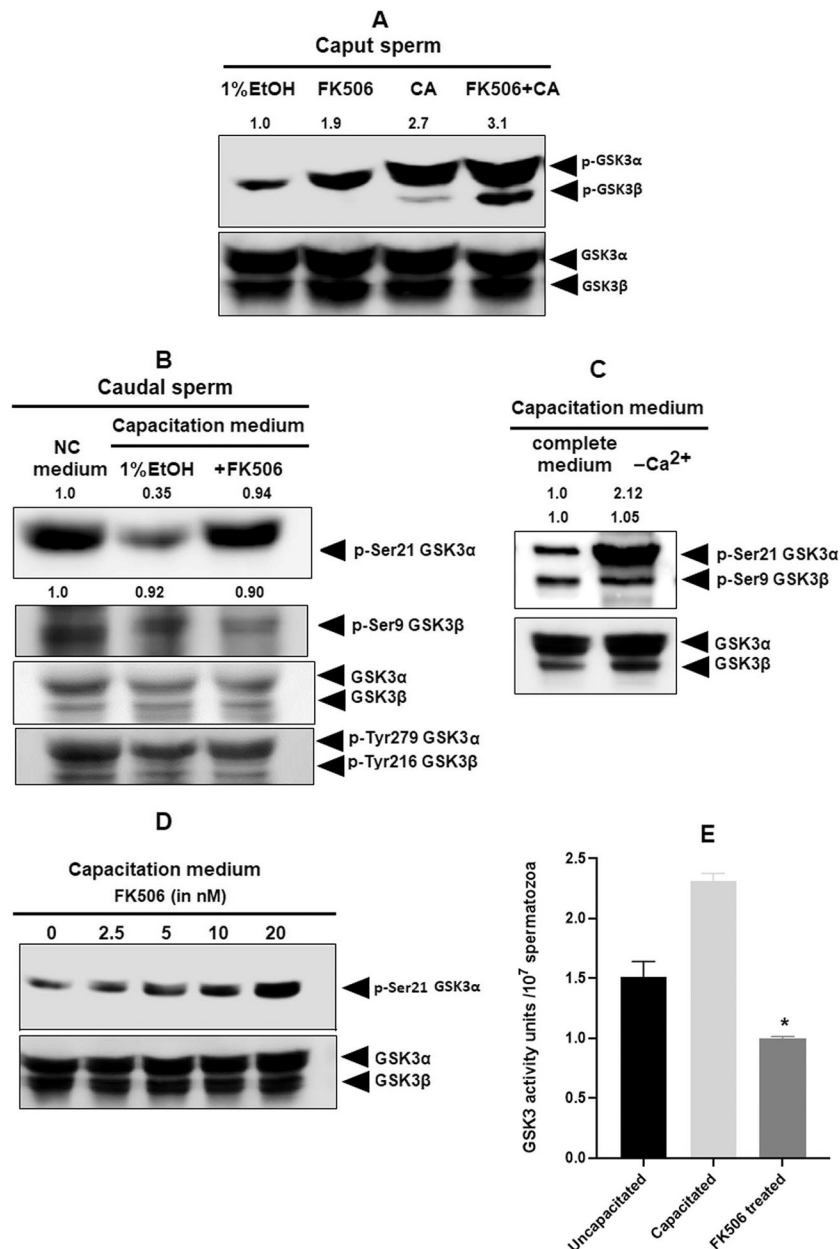 A
Caput sperm
1%EtOH FK506 CA FK506+CA
1.0 1.9 2.7 3.1
p-GSK3α
p-GSK3β
GSK3α
GSK3β
B
Caudal sperm
Capacitation medium
NC
medium 1%EtOH +FK506
1.0 0.35 0.94
p-Ser21 GSK3α
1.0 0.92 0.90
p-Ser9 GSK3β
GSK3α
GSK3β
p-Tyr279 GSK3α
p-Tyr216 GSK3β
C
Capacitation medium
complete
medium –Ca2+
1.0 2.12
1.0 1.05
p-Ser21 GSK3α
p-Ser9 GSK3β
GSK3α
GSK3β
D
Capacitation medium
FK506 (in nM)
0 2.5 5 10 20
p-Ser21 GSK3α
GSK3α
GSK3β
E
GSK3 activity units /10⁷ spermatozoa
2.5
2.0
1.5
1.0
0.5
0.0
*
Uncapacitated
Capacitated
FK506 treated